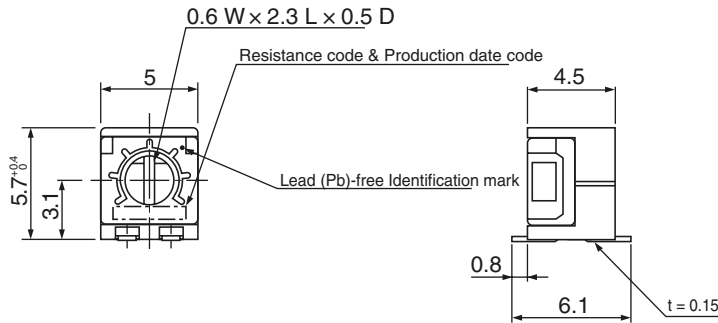 0.6 W × 2.3 L × 0.5 D
Resistance code & Production date code
5
4.5
5.7 +0.4 0
3.1
Lead (Pb)-free Identification mark
0.8
6.1
t = 0.15